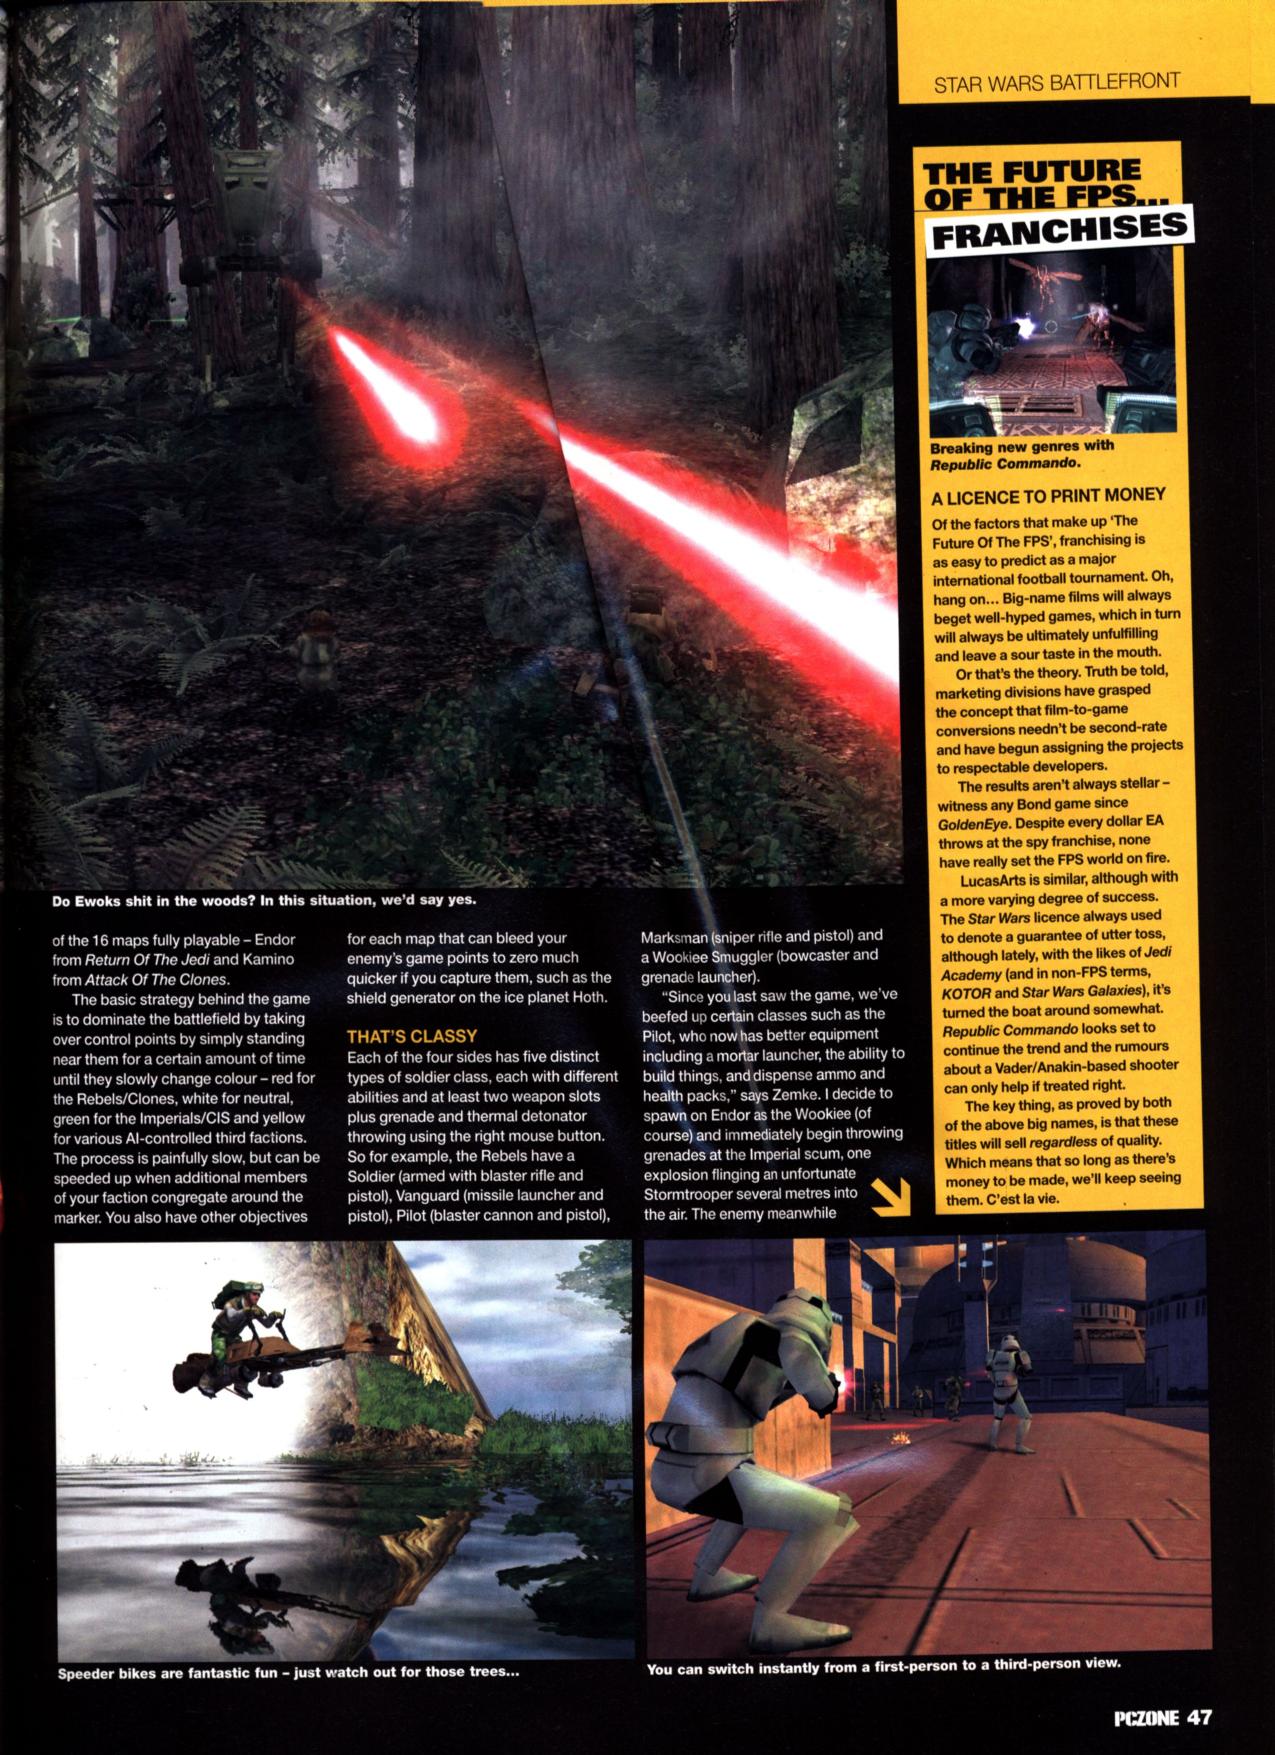 STAR WARS BATTLEFRONT
Do Ewoks shit in the woods? In this situation, we'd say yes.
of the 16 maps fully playable – Endor
from Return Of The Jedi and Kamino
from Attack Of The Clones.
The basic strategy behind the game
is to dominate the battlefield by taking
over control points by simply standing
near them for a certain amount of time
until they slowly change colour – red for
the Rebels/Clones, white for neutral,
green for the Imperials/CIS and yellow
for various AI-controlled third factions.
The process is painfully slow, but can be
speeded up when additional members
of your faction congregate around the
marker. You also have other objectives
for each map that can bleed your
enemy's game points to zero much
quicker if you capture them, such as the
shield generator on the ice planet Hoth.
THAT'S CLASSY
Each of the four sides has five distinct
types of soldier class, each with different
abilities and at least two weapon slots
plus grenade and thermal detonator
throwing using the right mouse button.
So for example, the Rebels have a
Soldier (armed with blaster rifle and
pistol), Vanguard (missile launcher and
pistol), Pilot (blaster cannon and pistol),
Marksman (sniper rifle and pistol) and
a Wookiee Smuggler (bowcaster and
grenade launcher).
“Since you last saw the game, we've
beefed up certain classes such as the
Pilot, who now has better equipment
including a mortar launcher, the ability to
build things, and dispense ammo and
health packs,” says Zemke. I decide to
spawn on Endor as the Wookiee (of
course) and immediately begin throwing
grenades at the Imperial scum, one
explosion flinging an unfortunate
Stormtrooper several metres into
the air. The enemy meanwhile
THE FUTURE
OF THE FPS...
FRANCHISES
Breaking new genres with
Republic Commando.
A LICENCE TO PRINT MONEY
Of the factors that make up ‘The
Future Of The FPS’, franchising is
as easy to predict as a major
international football tournament. Oh,
hang on... Big-name films will always
beget well-hyped games, which in turn
will always be ultimately unfulfilling
and leave a sour taste in the mouth.
Or that's the theory. Truth be told,
marketing divisions have grasped
the concept that film-to-game
conversions needn't be second-rate
and have begun assigning the projects
to respectable developers.
The results aren't always stellar –
witness any Bond game since
GoldenEye. Despite every dollar EA
throws at the spy franchise, none
have really set the FPS world on fire.
LucasArts is similar, although with
a more varying degree of success.
The Star Wars licence always used
to denote a guarantee of utter toss,
although lately, with the likes of Jedi
Academy (and in non-FPS terms,
KOTOR and Star Wars Galaxies), it's
turned the boat around somewhat.
Republic Commando looks set to
continue the trend and the rumours
about a Vader/Anakin-based shooter
can only help if treated right.
The key thing, as proved by both
of the above big names, is that these
titles will sell regardless of quality.
Which means that so long as there's
money to be made, we'll keep seeing
them. C'est la vie.
Speeder bikes are fantastic fun – just watch out for those trees...
You can switch instantly from a first-person to a third-person view.
PCZONE 47